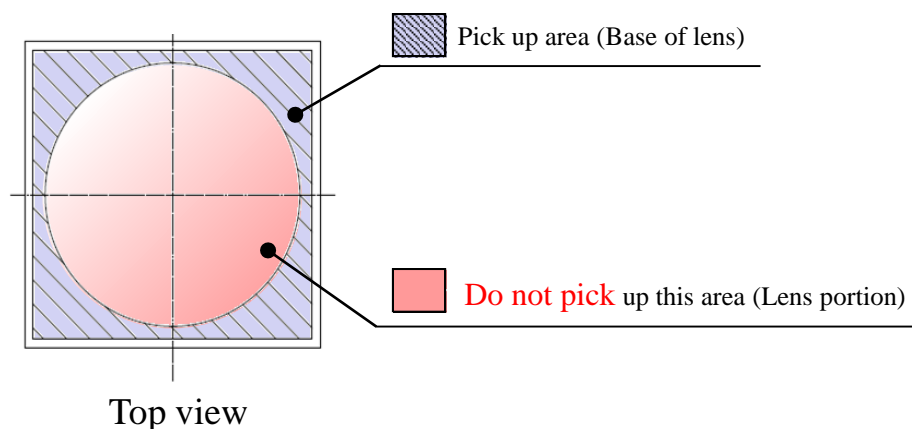 Pick up area (Base of lens)
Do not pick up this area (Lens portion)
Top view